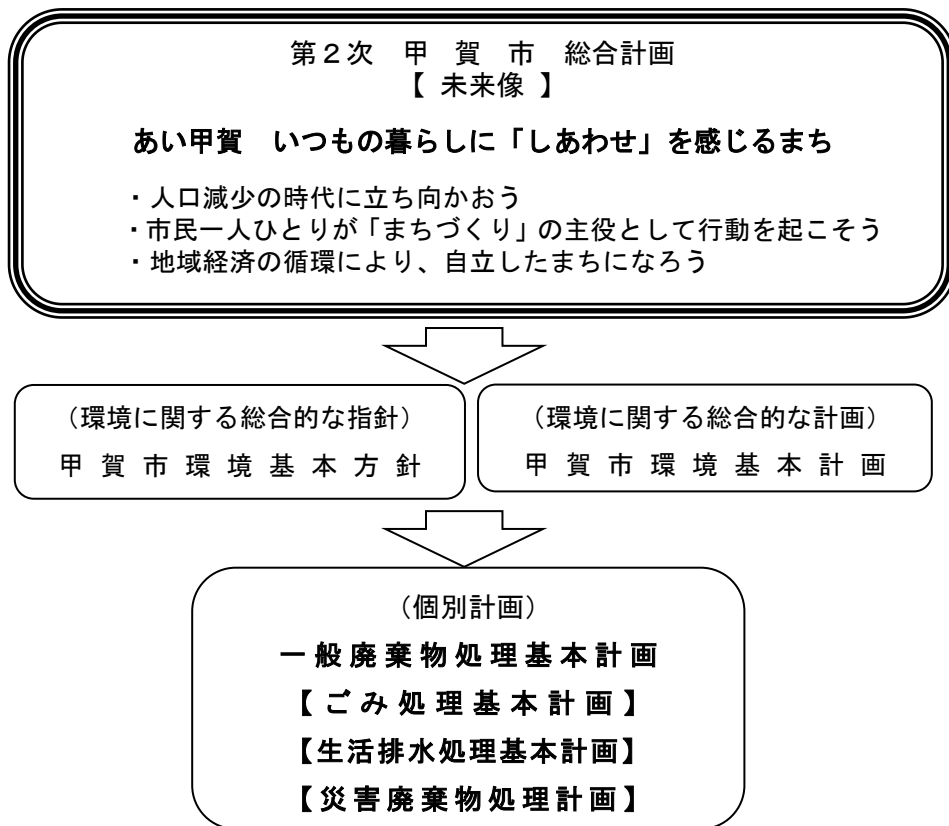 第２次　甲　賀　市　総合計画
【 未来像 】
あい甲賀　いつもの暮らしに「しあわせ」を感じるまち
・人口減少の時代に立ち向かおう
・市民一人ひとりが「まちづくり」の主役として行動を起こそう
・地域経済の循環により、自立したまちになろう
（環境に関する総合的な指針）
甲賀市環境基本方針
（環境に関する総合的な計画）
甲賀市環境基本計画
（個別計画）
一般廃棄物処理基本計画
【ごみ処理基本計画】
【生活排水処理基本計画】
【災害廃棄物処理計画】